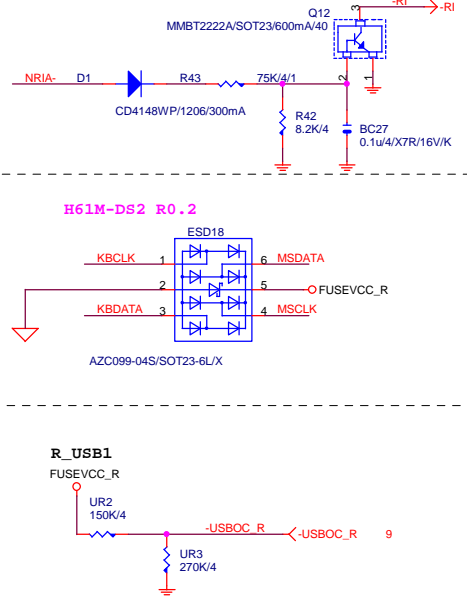 Q12
3
-RI
-RI
MMBT2222A/SOT23/600mA/40
2
1
NRIA-
D1
R43
75K/4/1
CD4148WP/1206/300mA
R42
8.2K/4
BC27
0.1u/4/X7R/16V/K
H61M-DS2 R0.2
ESD18
KBCLK
1
6
MSDATA
2
5
FUSEVCC_R
KBDATA
3
4
MSCLK
AZC099-04S/SOT23-6L/X
R_USB1
FUSEVCC_R
UR2
150K/4
-USBOC_R
-USBOC_R
9
UR3
270K/4